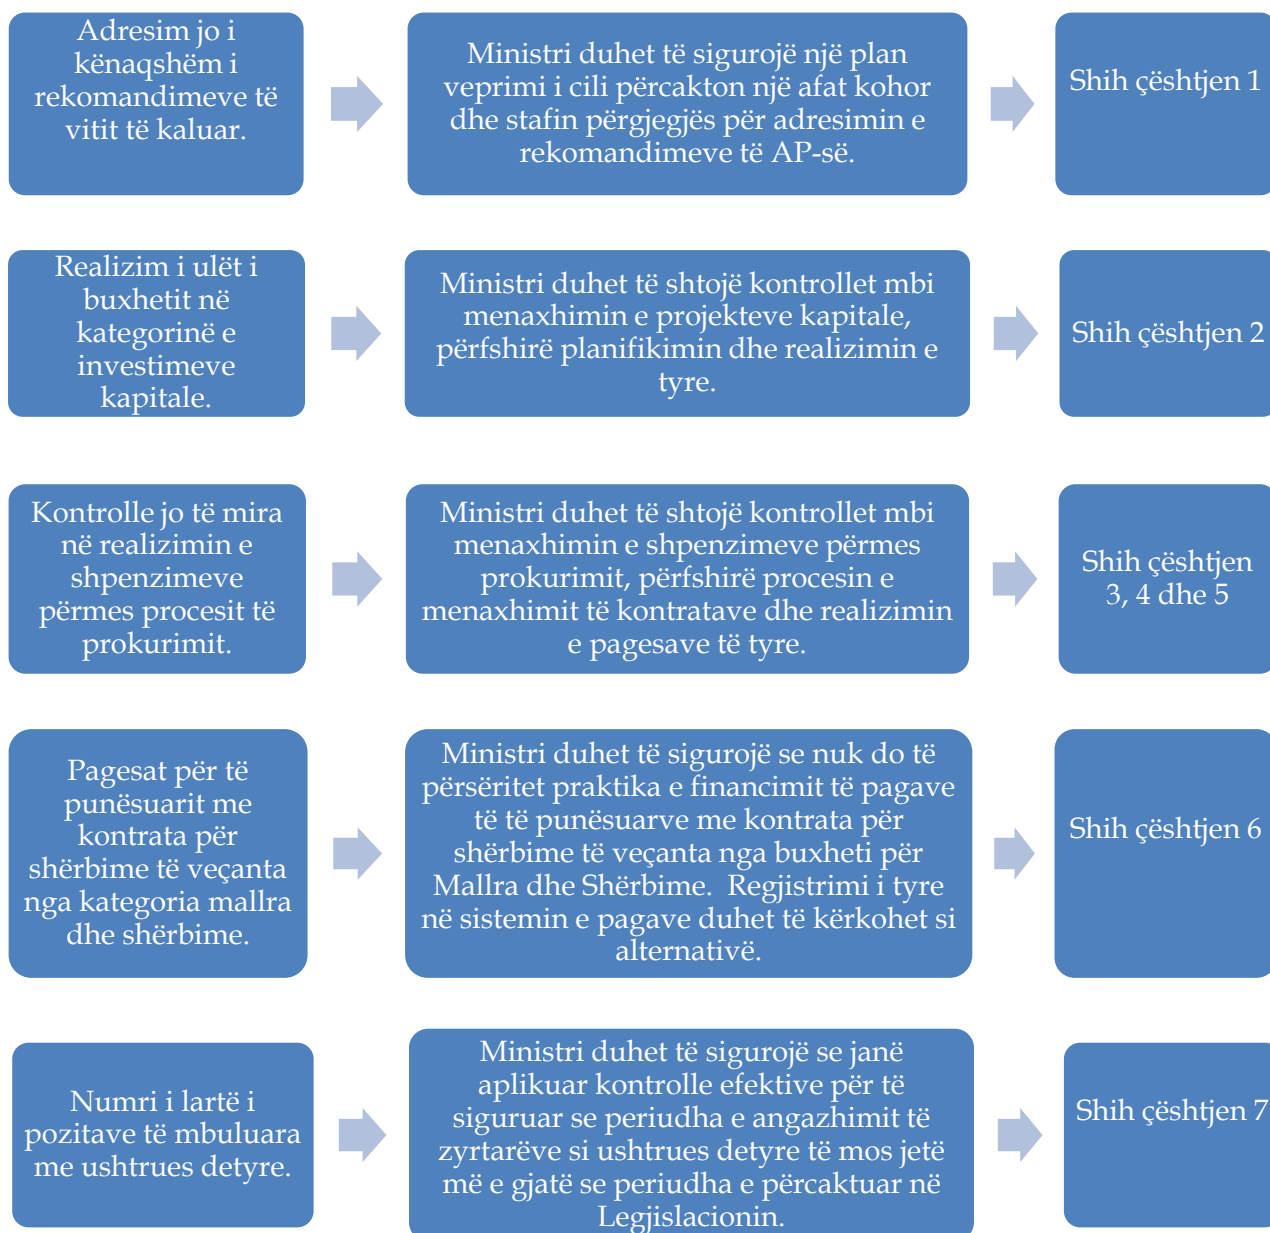 Adresim jo i
kënaqshëm i
rekomandimeve të
vitit të kaluar.
Ministri duhet të sigurojë një plan
veprimi i cili përcakton një afat kohor
dhe stafin përgjegjës për adresimin e
rekomandimeve të AP-së.
Shih çështjen 1
Realizim i ulët i
buxhetit në
kategorinë e
investimeve
kapitale.
Ministri duhet të shtojë kontrollet mbi
menaxhimin e projekteve kapitale,
përfshirë planifikimin dhe realizimin e
tyre.
Shih çështjen 2
Kontrolle jo të mira
në realizimin e
shpenzimeve
përmes procesit të
prokurimit.
Ministri duhet të shtojë kontrollet mbi
menaxhimin e shpenzimeve përmes
prokurimit, përfshirë procesin e
menaxhimit të kontratave dhe realizimin
e pagesave të tyre.
Shih çështjen
3, 4 dhe 5
Pagesat për të
punësuarit me
kontrata për
shërbime të veçanta
nga kategoria mallra
dhe shërbime.
Ministri duhet të sigurojë se nuk do të
përsëritet praktika e financimit të pagave
të të punësuarve me kontrata për
shërbime të veçanta nga buxheti për
Mallra dhe Shërbime. Regjistrimi i tyre
në sistemin e pagave duhet të kërkohet si
alternativë.
Shih çështjen 6
Numri i lartë i
pozitave të mbuluara
me ushtrues detyre.
Ministri duhet të sigurojë se janë
aplikuar kontrolle efektive për të
siguruar se periudha e angazhimit të
zyrtarëve si ushtrues detyre të mos jetë
më e gjatë se periudha e përcaktuar në
Legjislacionin.
Shih çështjen 7